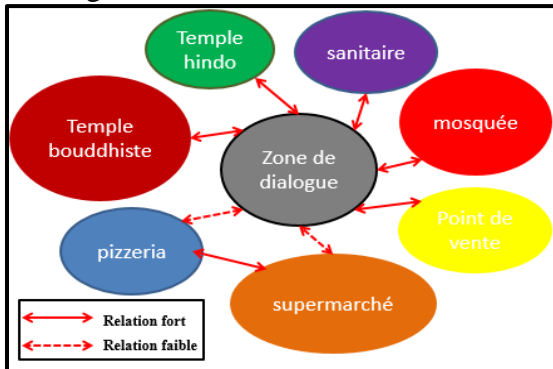 Temple
hindo
sanitaire
Temple
bouddhiste
mosquée
Zone de
dialogue
Point de
vente
pizzeria
supermarché
Relation fort
Relation faible